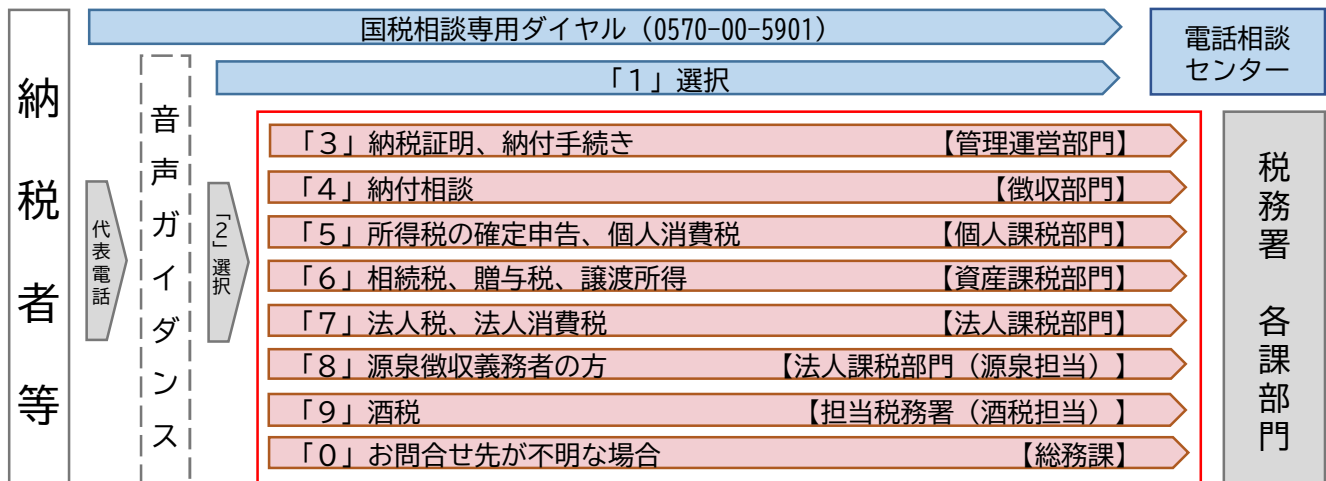 納税者等
国税相談専用ダイヤル（0570-00-5901）
電話相談
センター
代表電話
音声ガイダンス
「１」選択
「2」選択
「３」納税証明、納付手続き 【管理運営部門】
「４」納付相談 【徴収部門】
「５」所得税の確定申告、個人消費税 【個人課税部門】
「６」相続税、贈与税、譲渡所得 【資産課税部門】
「７」法人税、法人消費税 【法人課税部門】
「８」源泉徴収義務者の方 【法人課税部門（源泉担当）】
「９」酒税 【担当税務署（酒税担当）】
「０」お問合せ先が不明な場合 【総務課】
税務署 各課部門